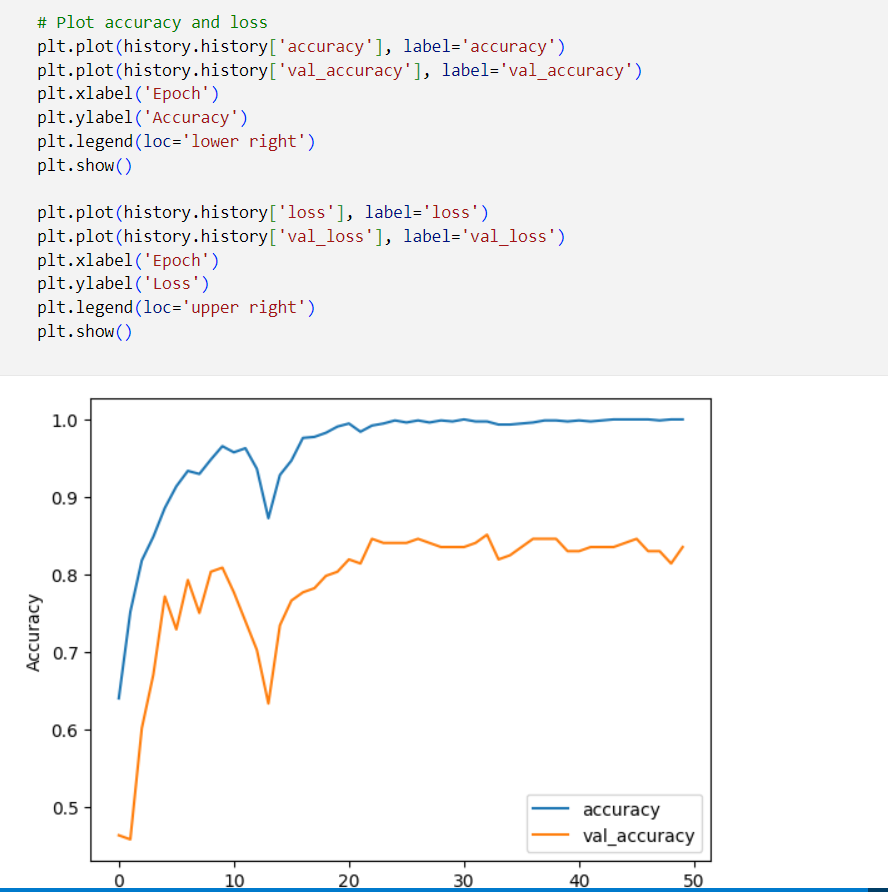 # Plot accuracy and loss
plt.plot(history.history['accuracy'], label='accuracy')
plt.plot(history.history['val_accuracy'], label='val_accuracy')
plt.xlabel('Epoch')
plt.ylabel('Accuracy')
plt.legend(loc='lower right')
plt.show()

plt.plot(history.history['loss'], label='loss')
plt.plot(history.history['val_loss'], label='val_loss')
plt.xlabel('Epoch')
plt.ylabel('Loss')
plt.legend(loc='upper right')
plt.show()

1.0
0.9
0.8
0.7
0.6
0.5
Accuracy
accuracy
val_accuracy
0 10 20 30 40 50